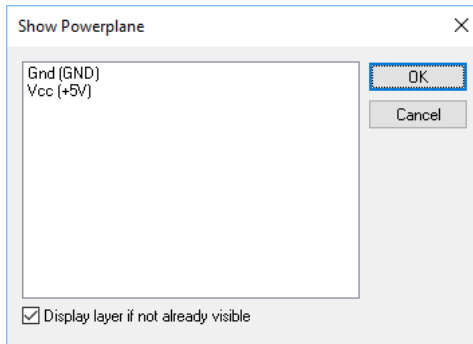 Show Powerplane
Gnd (GND)
Vcc (+5V)
OK
Cancel
Display layer if not already visible